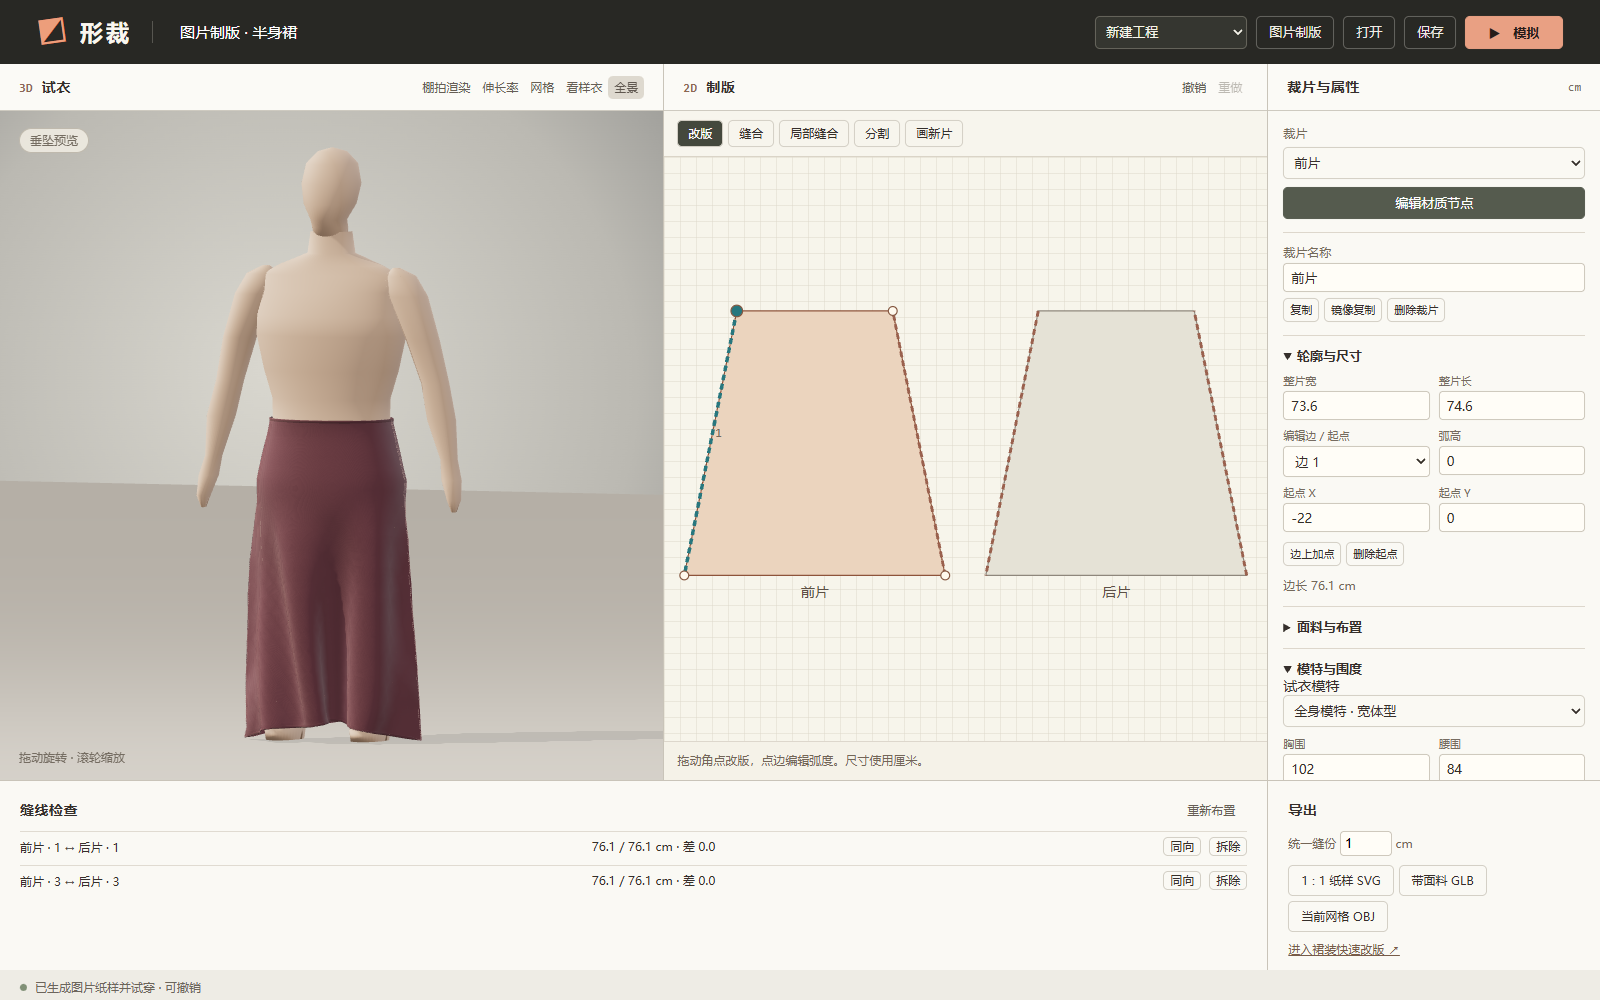 形裁
图片制版 · 半身裙
新建工程
图片制版
打开
保存
▶ 模拟
3D 试衣
棚拍渲染
伸长率
网格
看样衣
全景
2D 制版
撤销
重做
裁片与属性
cm
垂坠预览
改版
缝合
局部缝合
分割
画新片
1
前片
后片
拖动旋转 · 滚轮缩放
拖动角点改版，点边编辑弧度。尺寸使用厘米。
裁片
前片
编辑材质节点
裁片名称
前片
复制
镜像复制
删除裁片
▼ 轮廓与尺寸
整片宽
整片长
73.6
74.6
编辑边 / 起点
弧高
边 1
0
起点 X
起点 Y
-22
0
边上加点
删除起点
边长 76.1 cm
▶ 面料与布置
▼ 模特与围度
试衣模特
全身模特 · 宽体型
胸围
腰围
102
84
缝线检查
重新布置
前片 · 1 ↔ 后片 · 1
76.1 / 76.1 cm · 差 0.0
同向
拆除
前片 · 3 ↔ 后片 · 3
76.1 / 76.1 cm · 差 0.0
同向
拆除
导出
统一缝份 1 cm
1 : 1 纸样 SVG
带面料 GLB
当前网格 OBJ
进入裙装快速改版 ↗
已生成图片纸样并试穿 · 可撤销